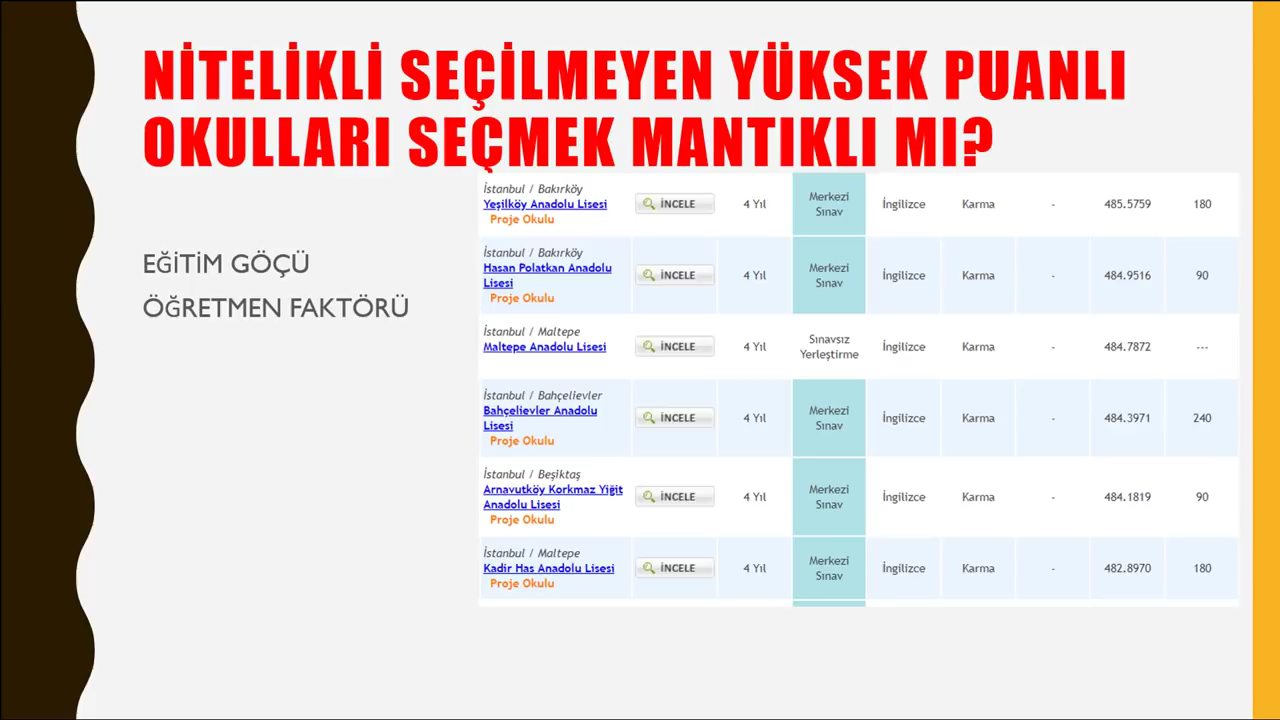 NİTELİKLİ SEÇİLMEYEN YÜKSEK PUANLI
OKULLARI SEÇMEK MANTIKLI MI?
EĞİTİM GÖÇÜ
ÖĞRETMEN FAKTÖRÜ
İstanbul / Bakırköy
Yeşilköy Anadolu Lisesi
Proje Okulu
İNCELE
4 Yıl
Merkezi
Sınav
İngilizce
Karma
-
485.5759
180
İstanbul / Bakırköy
Hasan Polatkan Anadolu
Lisesi
Proje Okulu
İNCELE
4 Yıl
Merkezi
Sınav
İngilizce
Karma
-
484.9516
90
İstanbul / Maltepe
Maltepe Anadolu Lisesi
İNCELE
4 Yıl
Sınavsız
Yerleştirme
İngilizce
Karma
-
484.7872
---
İstanbul / Bahçelievler
Bahçelievler Anadolu
Lisesi
Proje Okulu
İNCELE
4 Yıl
Merkezi
Sınav
İngilizce
Karma
-
484.3971
240
İstanbul / Beşiktaş
Arnavutköy Korkmaz Yiğit
Anadolu Lisesi
Proje Okulu
İNCELE
4 Yıl
Merkezi
Sınav
İngilizce
Karma
-
484.1819
90
İstanbul / Maltepe
Kadir Has Anadolu Lisesi
Proje Okulu
İNCELE
4 Yıl
Merkezi
Sınav
İngilizce
Karma
-
482.8970
180